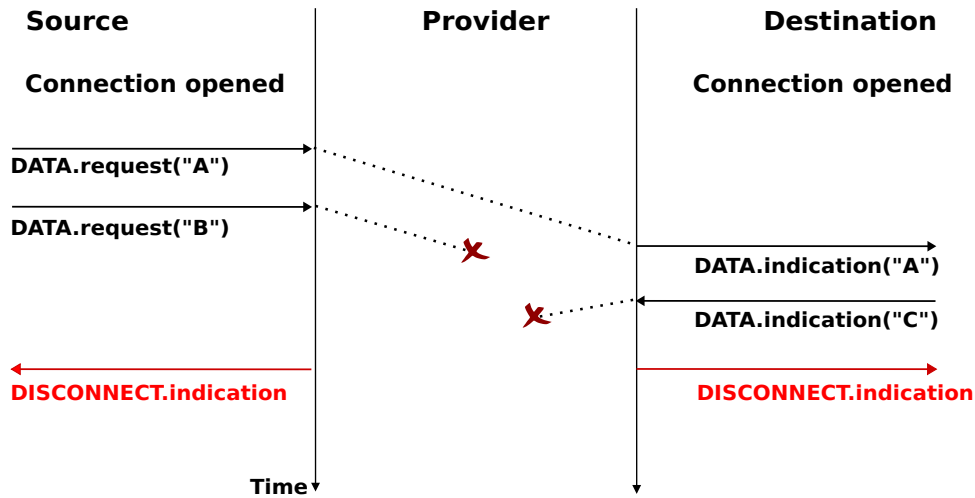 Source Provider Destination
Connection opened Connection opened
DATA.request("A")
DATA.request("B")
DATA.indication("A")
DATA.indication("C")
DISCONNECT.indication DISCONNECT.indication
Time